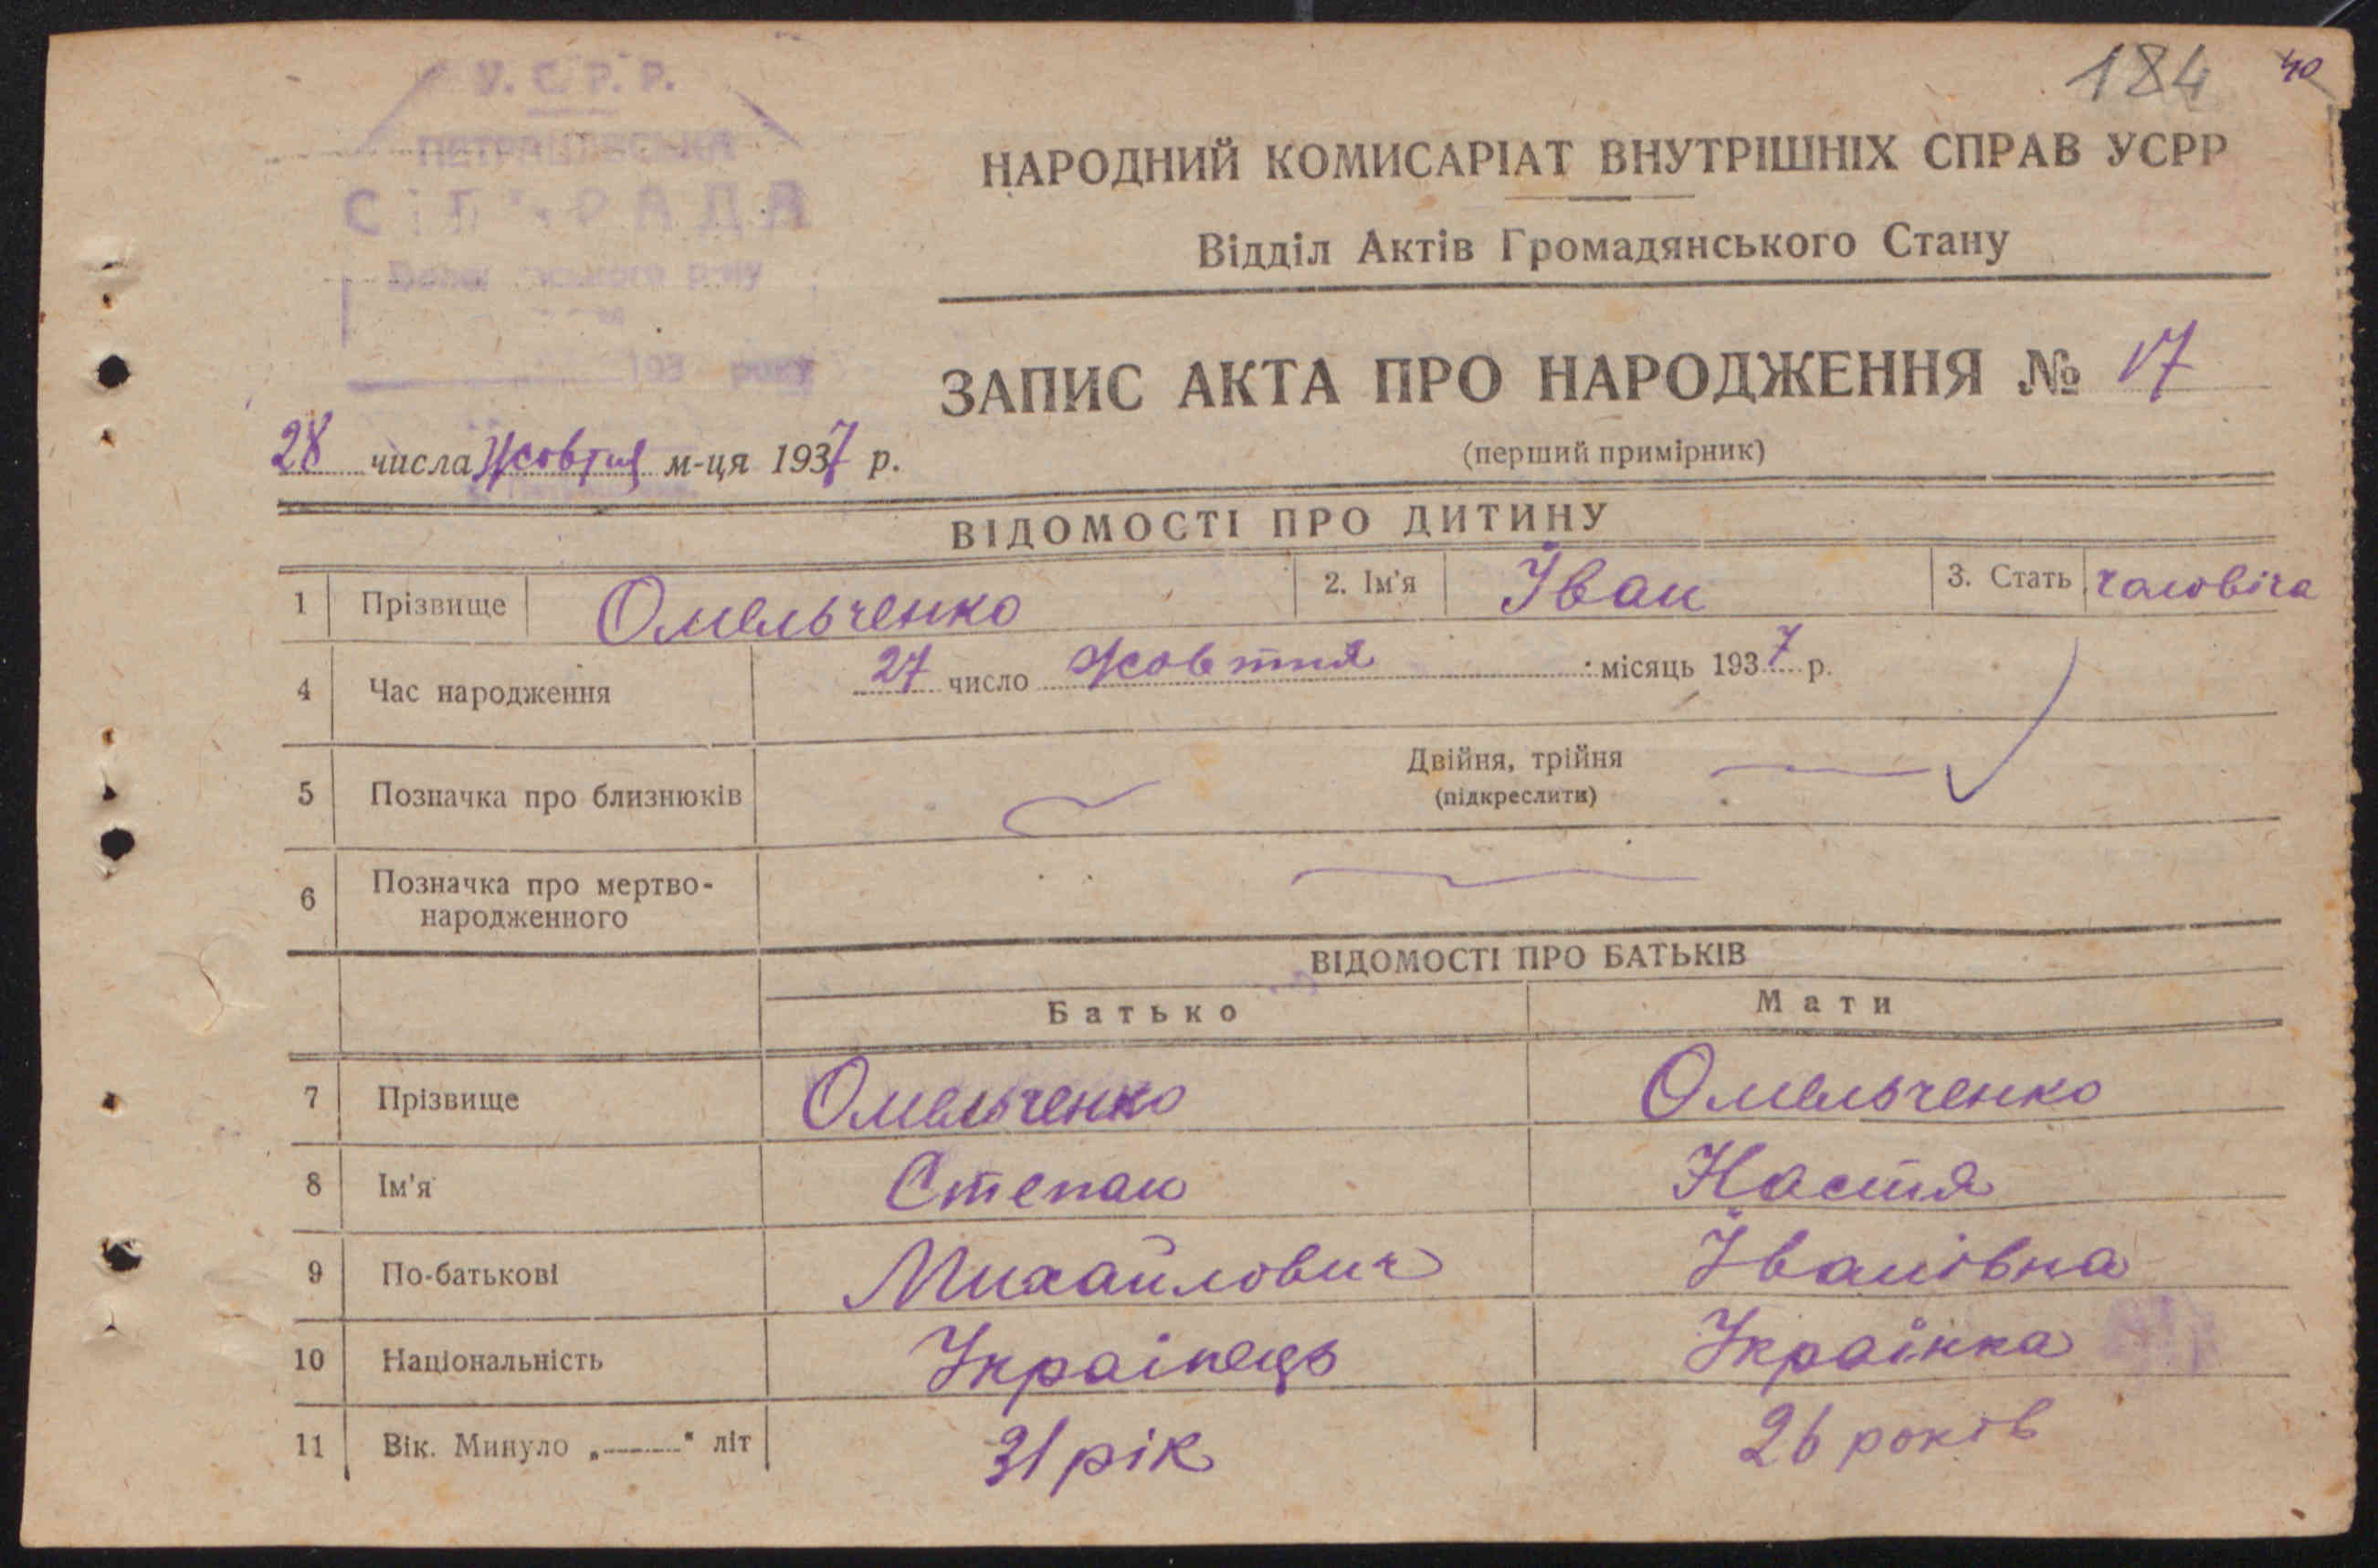 184 40
У.С.Р.Р.
СІЛЬРАДА
193 року
НАРОДНИЙ КОМИСАРІАТ ВНУТРІШНІХ СПРАВ УСРР
Відділ Актів Громадянського Стану
ЗАПИС АКТА ПРО НАРОДЖЕННЯ № 17
(перший примірник)
28 числа Жовтня м-ця 1937 р.
ВІДОМОСТІ ПРО ДИТИНУ
1 Прізвище Омельченко 2. Ім'я Іван 3. Стать чоловіча
4 Час народження 27 число Жовтня місяць 1937 р.
5 Позначка про близнюків Двійня, трійня
(підкреслити)
6 Позначка про мертво-
народженного
ВІДОМОСТІ ПРО БАТЬКІВ
Батько Мати
7 Прізвище Омельченко Омельченко
8 Ім'я Степан Настя
9 По-батькові Михайлович Іванівна
10 Національність Українець Українка
11 Вік. Минуло „———" літ 31 рік 26 років